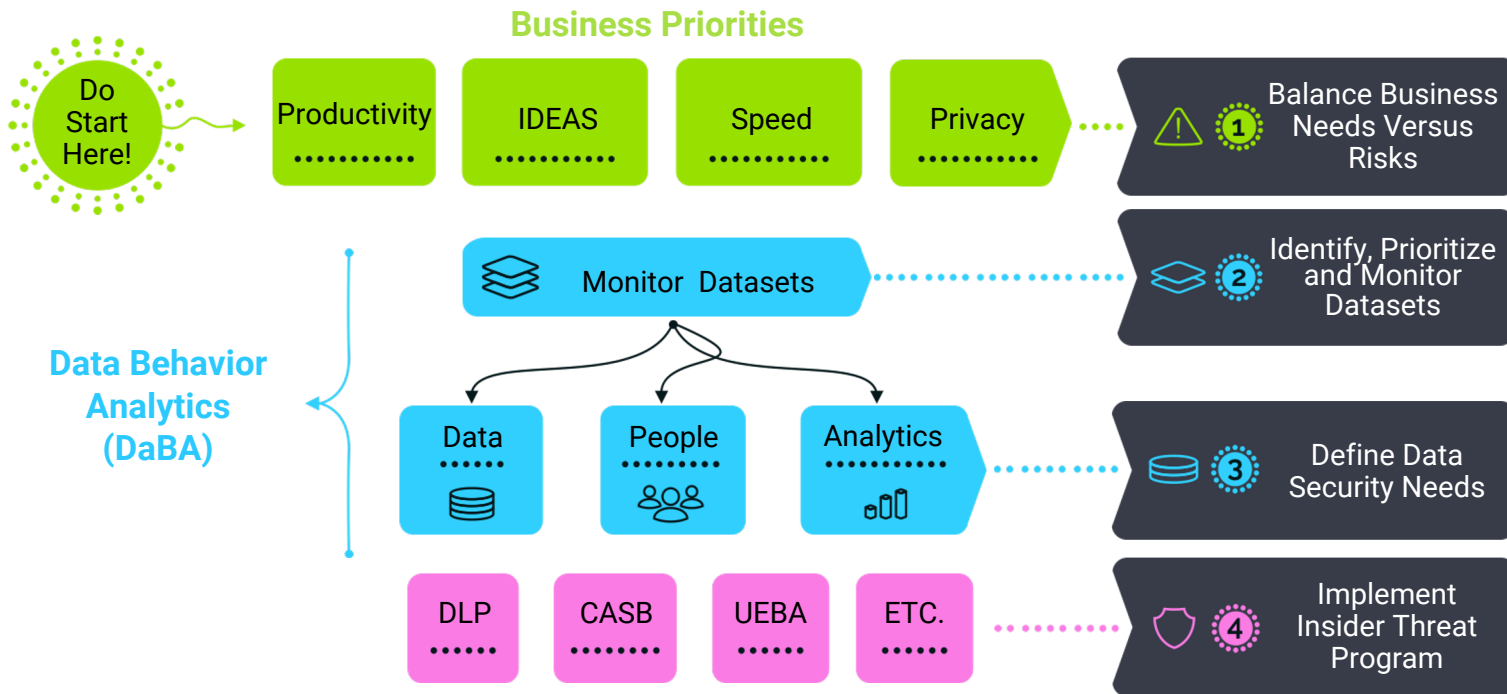 Business Priorities
Do
Start
Here!
Productivity
IDEAS
Speed
Privacy
1
Balance Business
Needs Versus
Risks
Monitor Datasets
2
Identify, Prioritize
and Monitor
Datasets
Data Behavior
Analytics
(DaBA)
Data
People
Analytics
3
Define Data
Security Needs
DLP
CASB
UEBA
ETC.
4
Implement
Insider Threat
Program